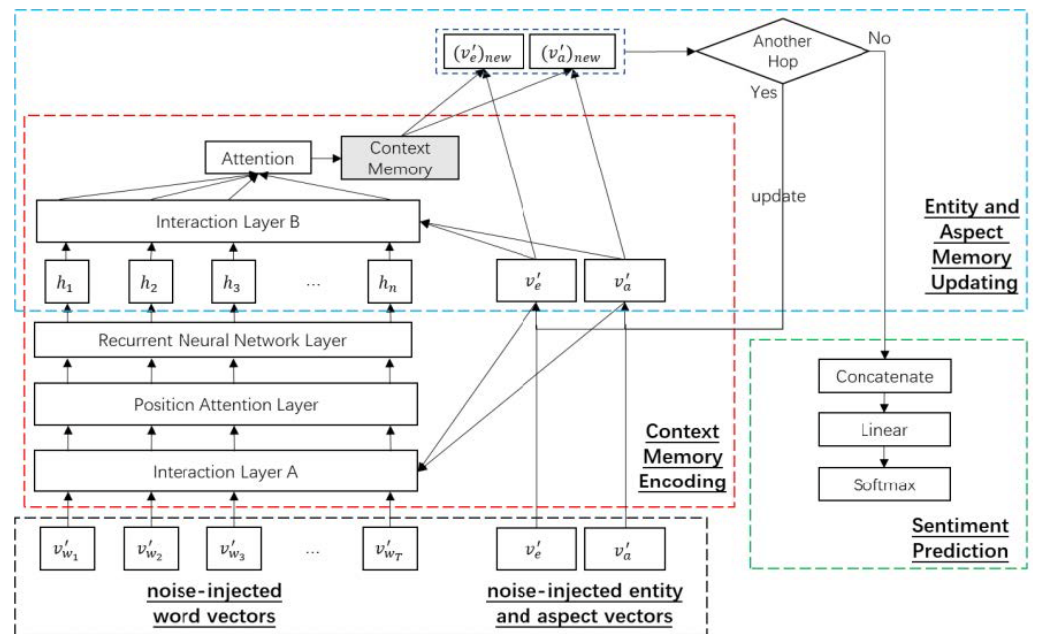 (v′ₑ)ₙₑw (v′ₐ)ₙₑw
Another
Hop
No
Yes
Attention
Context
Memory
update
Interaction Layer B
Entity and
Aspect
Memory
Updating
h₁ h₂ h₃ ... hₙ v′ₑ v′ₐ
Recurrent Neural Network Layer
Position Attention Layer
Interaction Layer A
Context
Memory
Encoding
Concatenate
Linear
Softmax
Sentiment
Prediction
v′_{w₁} v′_{w₂} v′_{w₃} ... v′_{w_T} v′ₑ v′ₐ
noise-injected
word vectors
noise-injected entity
and aspect vectors